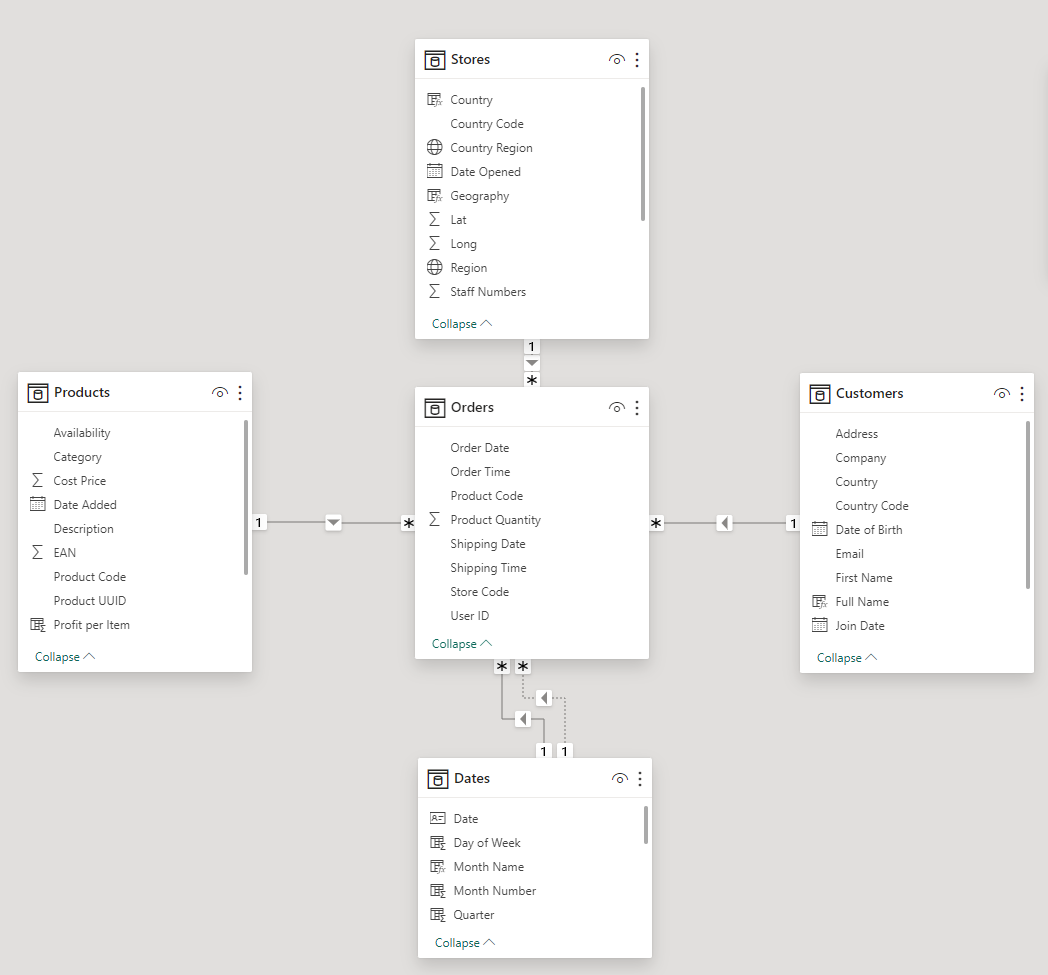 Stores
Country
Country Code
Country Region
Date Opened
Geography
Lat
Long
Region
Staff Numbers
Collapse
1
*
Products
Availability
Category
Cost Price
Date Added
Description
EAN
Product Code
Product UUID
Profit per Item
Collapse
1
*
Orders
Order Date
Order Time
Product Code
Product Quantity
Shipping Date
Shipping Time
Store Code
User ID
Collapse
*
1
Customers
Address
Company
Country
Country Code
Date of Birth
Email
First Name
Full Name
Join Date
Collapse
* *
1 1
Dates
Date
Day of Week
Month Name
Month Number
Quarter
Collapse